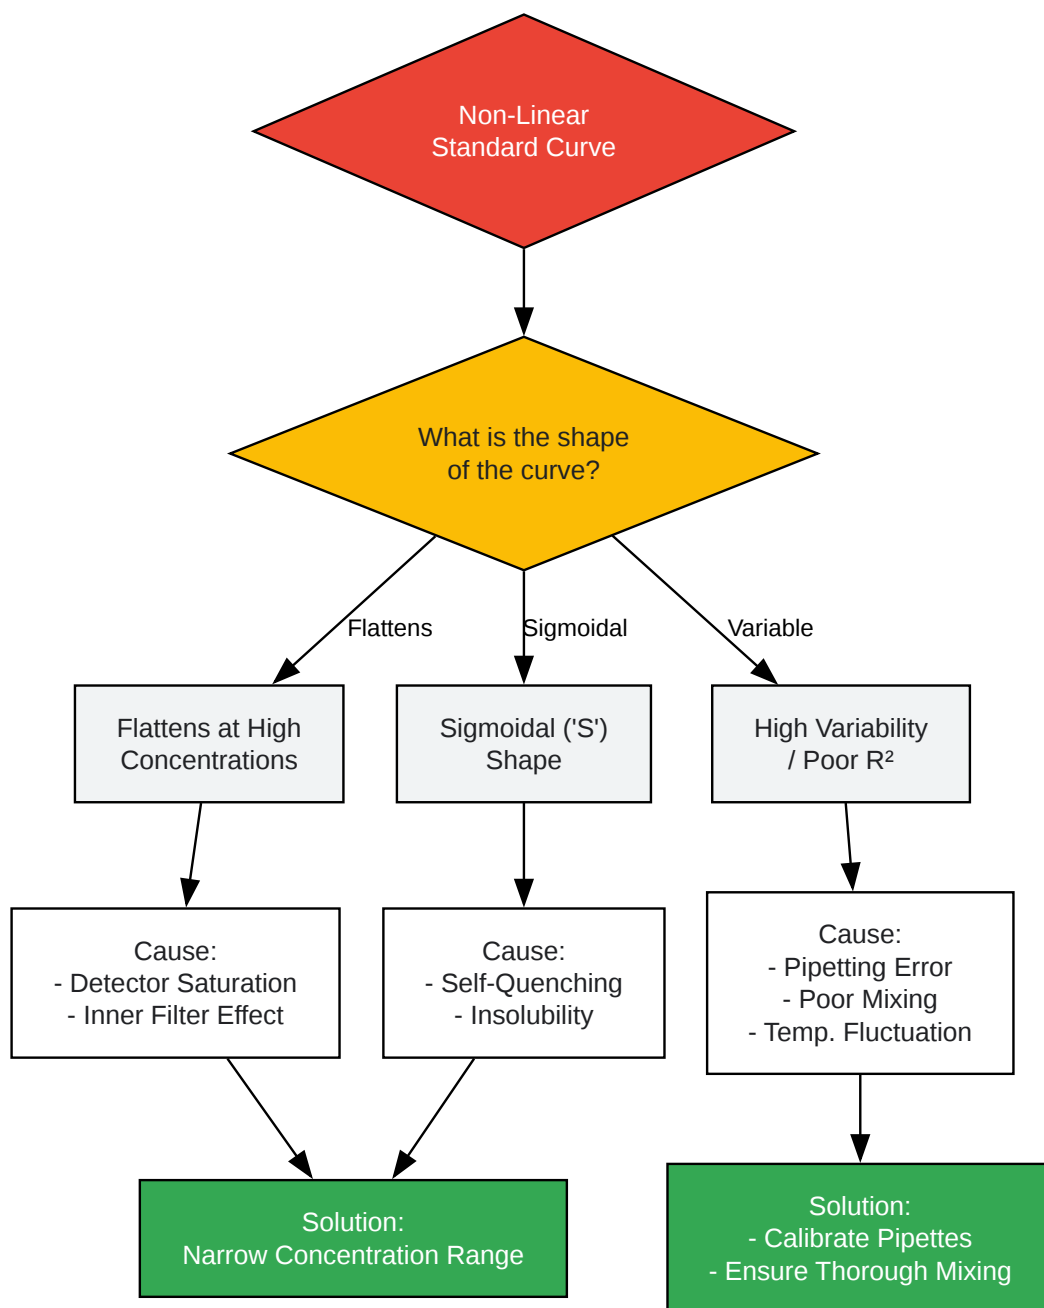 Non-Linear
Standard Curve
What is the shape
of the curve?
Flattens
Sigmoidal
Variable
Flattens at High
Concentrations
Sigmoidal ('S')
Shape
High Variability
/ Poor R²
Cause:
- Detector Saturation
- Inner Filter Effect
Cause:
- Self-Quenching
- Insolubility
Cause:
- Pipetting Error
- Poor Mixing
- Temp. Fluctuation
Solution:
Narrow Concentration Range
Solution:
- Calibrate Pipettes
- Ensure Thorough Mixing